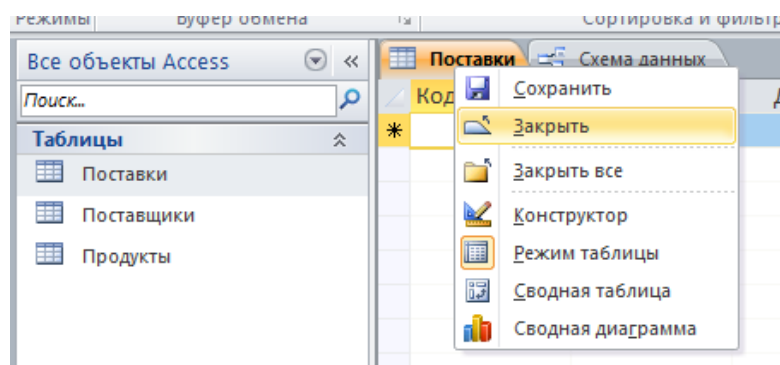 Режимы Буфер обмена Сортировка и фильтр
Все объекты Access «
Поиск...
Таблицы
Поставки
Поставщики
Продукты
Поставки Схема данных
Код
Сохранить
Закрыть
Закрыть все
Конструктор
Режим таблицы
Сводная таблица
Сводная диаграмма